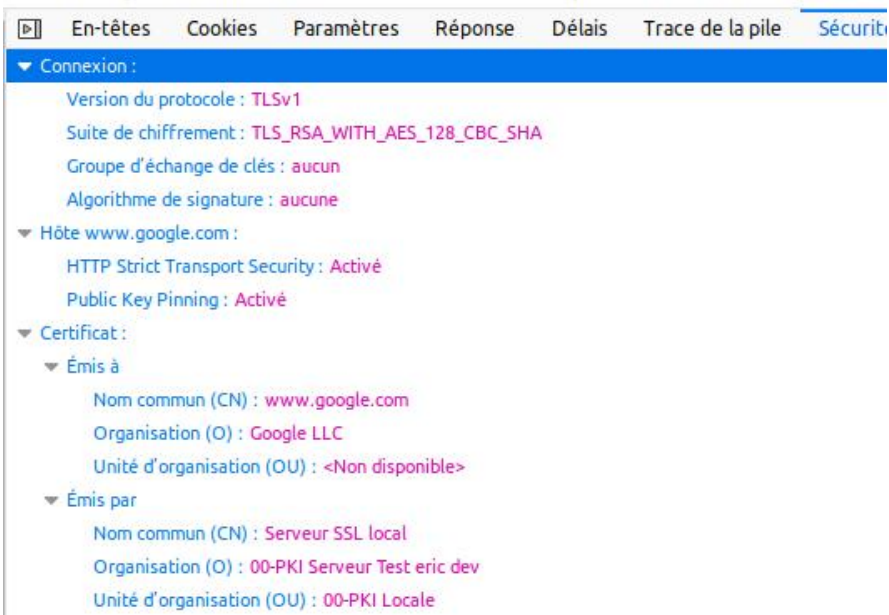 En-têtes Cookies Paramètres Réponse Délais Trace de la pile Sécurité
Connexion :
Version du protocole : TLSv1
Suite de chiffrement : TLS_RSA_WITH_AES_128_CBC_SHA
Groupe d'échange de clés : aucun
Algorithme de signature : aucune
Hôte www.google.com :
HTTP Strict Transport Security : Activé
Public Key Pinning : Activé
Certificat :
Émis à
Nom commun (CN) : www.google.com
Organisation (O) : Google LLC
Unité d'organisation (OU) : <Non disponible>
Émis par
Nom commun (CN) : Serveur SSL local
Organisation (O) : 00-PKI Serveur Test eric dev
Unité d'organisation (OU) : 00-PKI Locale